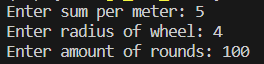 Enter sum per meter: 5
Enter radius of wheel: 4
Enter amount of rounds: 100